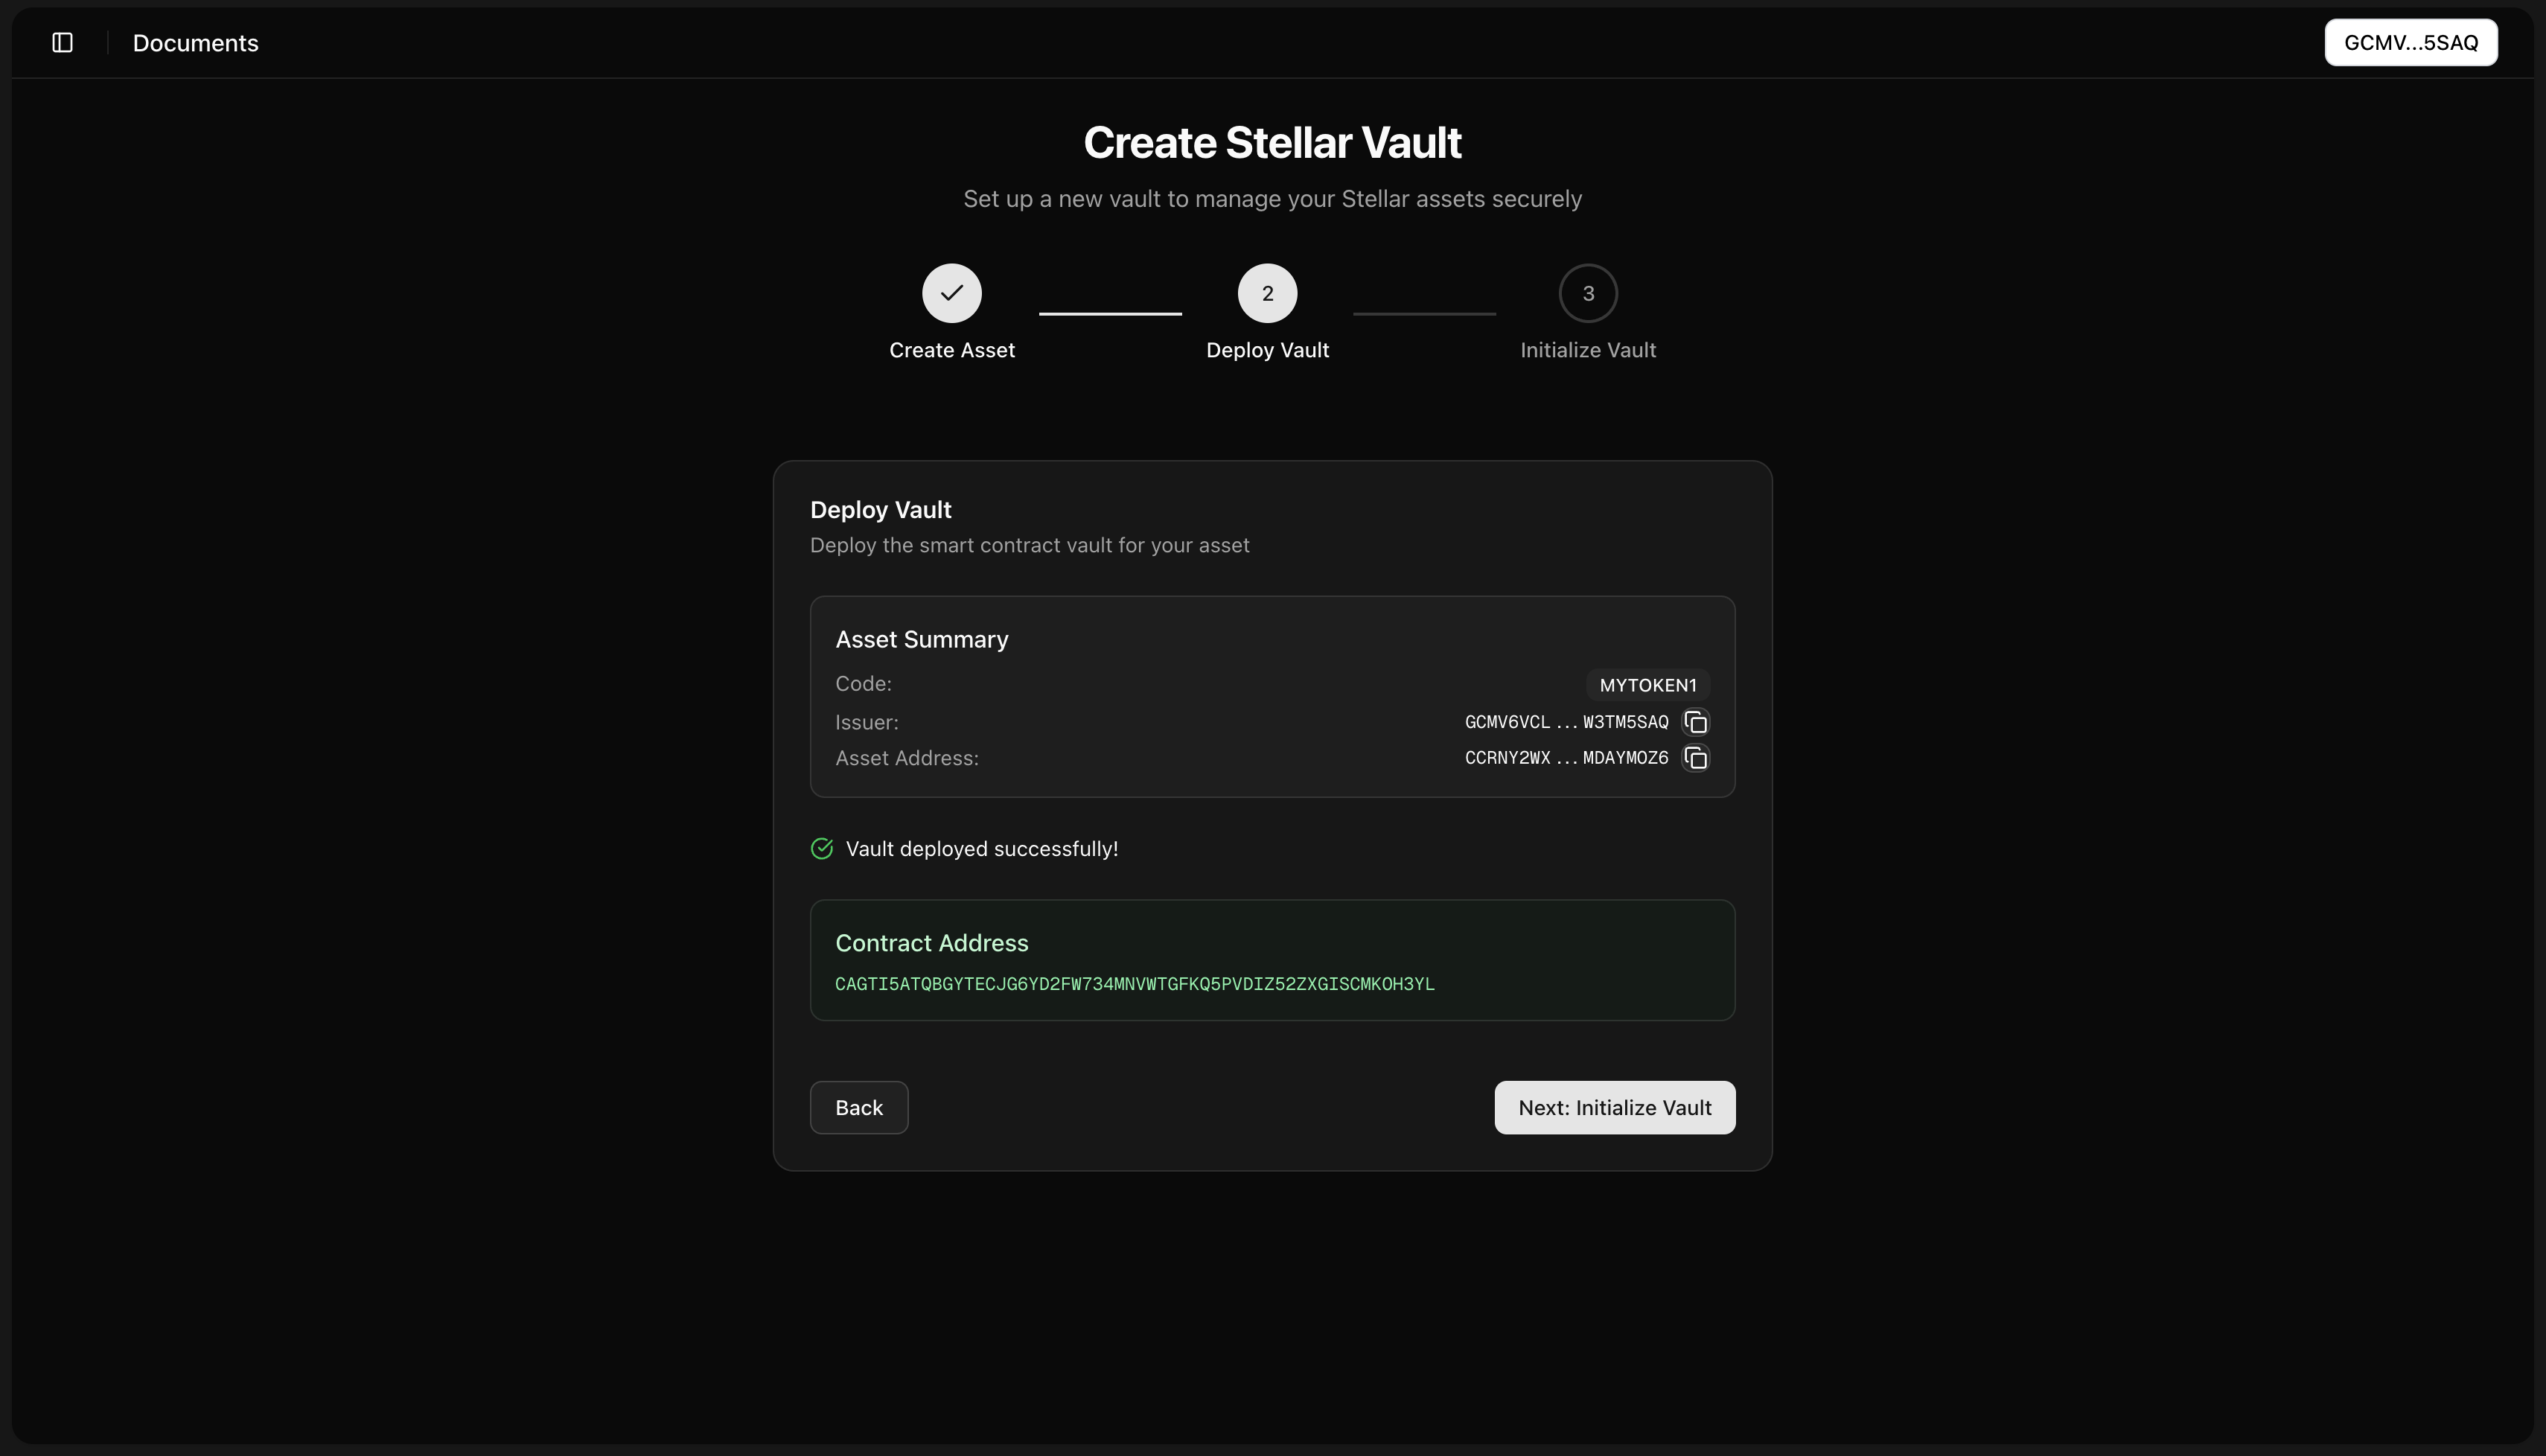 Documents
GCMV...5SAQ
Create Stellar Vault
Set up a new vault to manage your Stellar assets securely
2
3
Create Asset
Deploy Vault
Initialize Vault
Deploy Vault
Deploy the smart contract vault for your asset
Asset Summary
Code: MYTOKEN1
Issuer: GCMV6VCL...W3TM5SAQ
Asset Address: CCRNY2WX...MDAYMOZ6
Vault deployed successfully!
Contract Address
CAGTI5ATQBGYTECJG6YD2FW734MNVWTGFKQ5PVDIZ52ZXGISCMKOH3YL
Back
Next: Initialize Vault